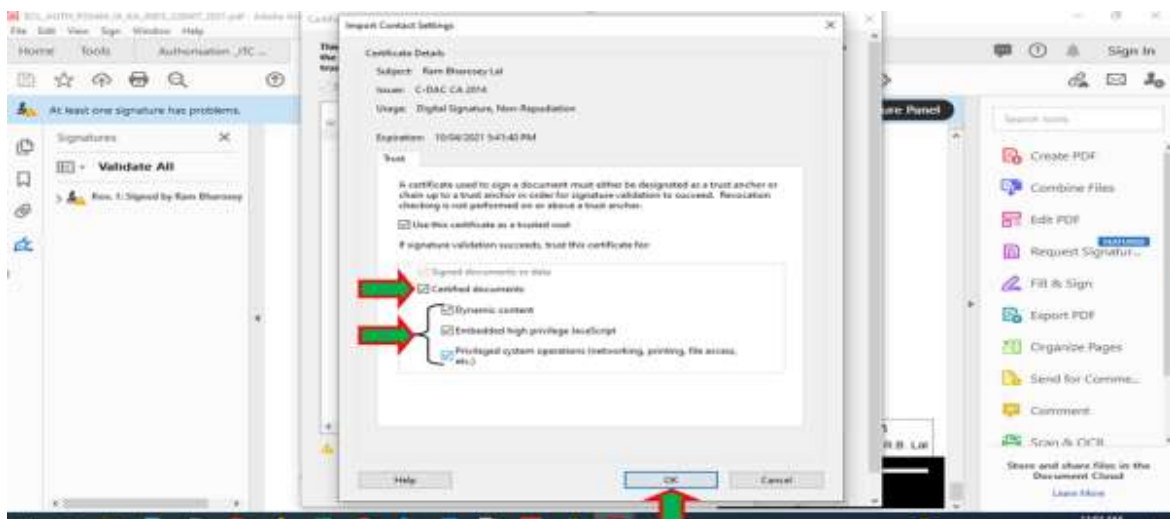 File Edit View Sign Window Help
Home Tools Authorisation _ITC ...
Sign In
At least one signature has problems.
Signatures
Validate All
Rev. 1: Signed by Ram Bharosey
Import Contact Settings
Certificate Details
Subject: Ram Bharosey Lal
Issuer: C-DAC CA 2014
Usage: Digital Signature, Non-Repudiation
Expiration: 10/04/2021 5:41:40 PM
Trust
A certificate used to sign a document must either be designated as a trust anchor or
chain up to a trust anchor in order for signature validation to succeed. Revocation
checking is not performed on or above a trust anchor.
Use this certificate as a trusted root
If signature validation succeeds, trust this certificate for:
Signed documents or data
Certified documents
Dynamic content
Embedded high privilege JavaScript
Privileged system operations (networking, printing, file access,
etc.)
Help OK Cancel
ure Panel
R.B. Lal
Search tools
Create PDF
Combine Files
Edit PDF
FEATURED
Request Signatur...
Fill & Sign
Export PDF
Organize Pages
Send for Comme...
Comment
Scan & OCR
Store and share files in the
Document Cloud
Learn More